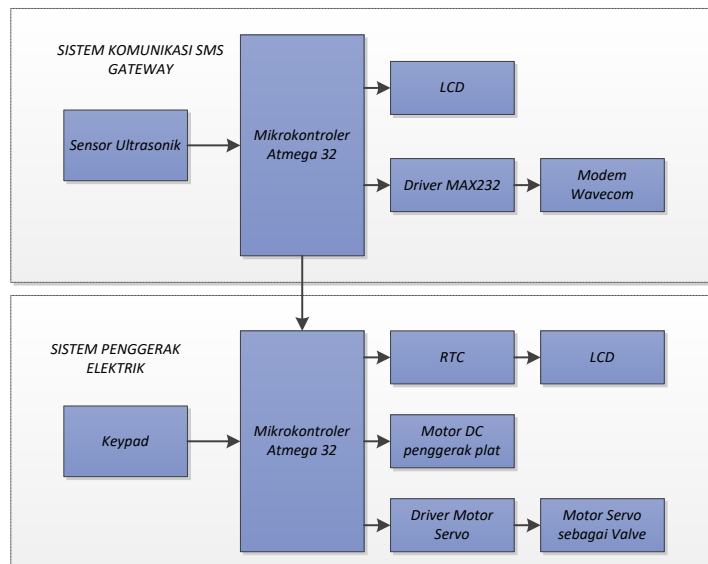 SISTEM KOMUNIKASI SMS
GATEWAY
Sensor Ultrasonik
Mikrokontroler
Atmega 32
LCD
Driver MAX232
Modem
Wavecom
SISTEM PENGGERAK
ELEKTRIK
Keypad
Mikrokontroler
Atmega 32
RTC
LCD
Motor DC
penggerak plat
Driver Motor
Servo
Motor Servo
sebagai Valve